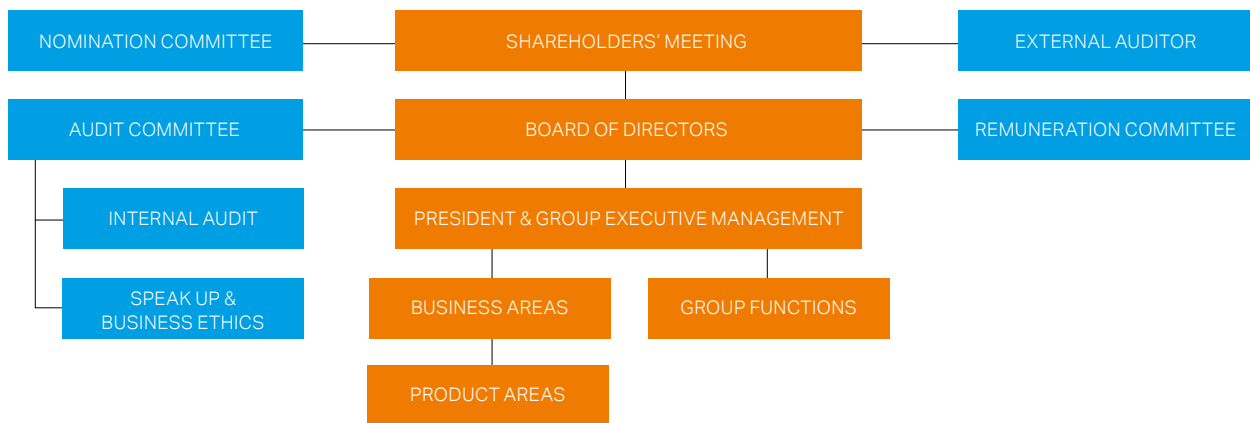 NOMINATION COMMITTEE
SHAREHOLDERS’ MEETING
EXTERNAL AUDITOR
AUDIT COMMITTEE
BOARD OF DIRECTORS
REMUNERATION COMMITTEE
INTERNAL AUDIT
PRESIDENT & GROUP EXECUTIVE MANAGEMENT
SPEAK UP &
BUSINESS ETHICS
BUSINESS AREAS
GROUP FUNCTIONS
PRODUCT AREAS